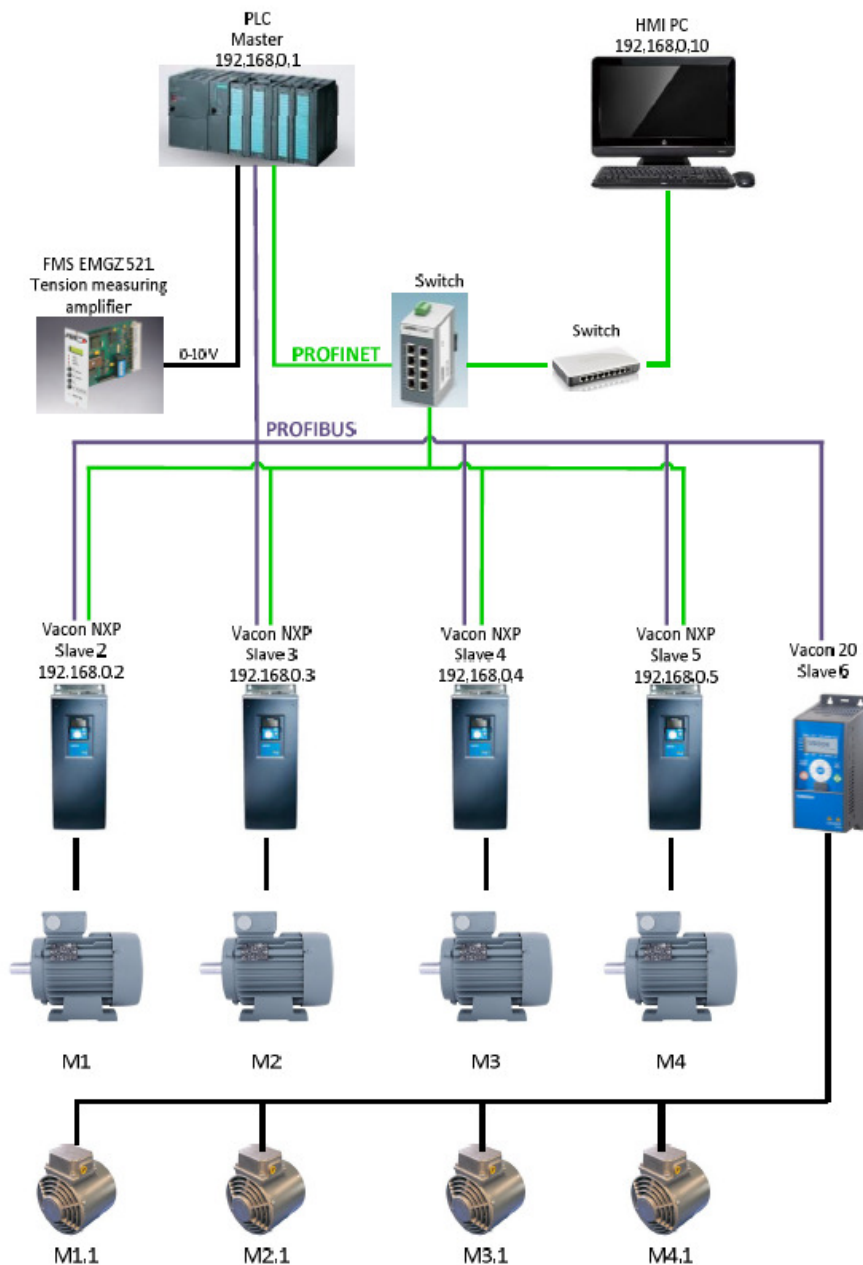 PLC
Master
192.168.0.1
HMI PC
192.168.0.10
FMS EMGZ 521
Tension measuring
amplifier
0-10V
Switch
PROFINET
Switch
PROFIBUS
Vacon NXP
Slave 2
192.168.0.2
Vacon NXP
Slave 3
192.168.0.3
Vacon NXP
Slave 4
192.168.0.4
Vacon NXP
Slave 5
192.168.0.5
Vacon 20
Slave 6
M1
M2
M3
M4
M1.1
M2.1
M3.1
M4.1